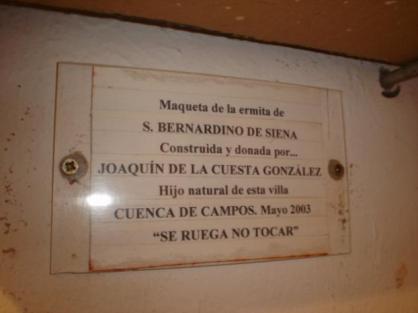 Maqueta de la ermita de
S. BERNARDINO DE SIENA
Construida y donada por...
JOAQUÍN DE LA CUESTA GONZÁLEZ
Hijo natural de esta villa
CUENCA DE CAMPOS. Mayo 2003
“SE RUEGA NO TOCAR”